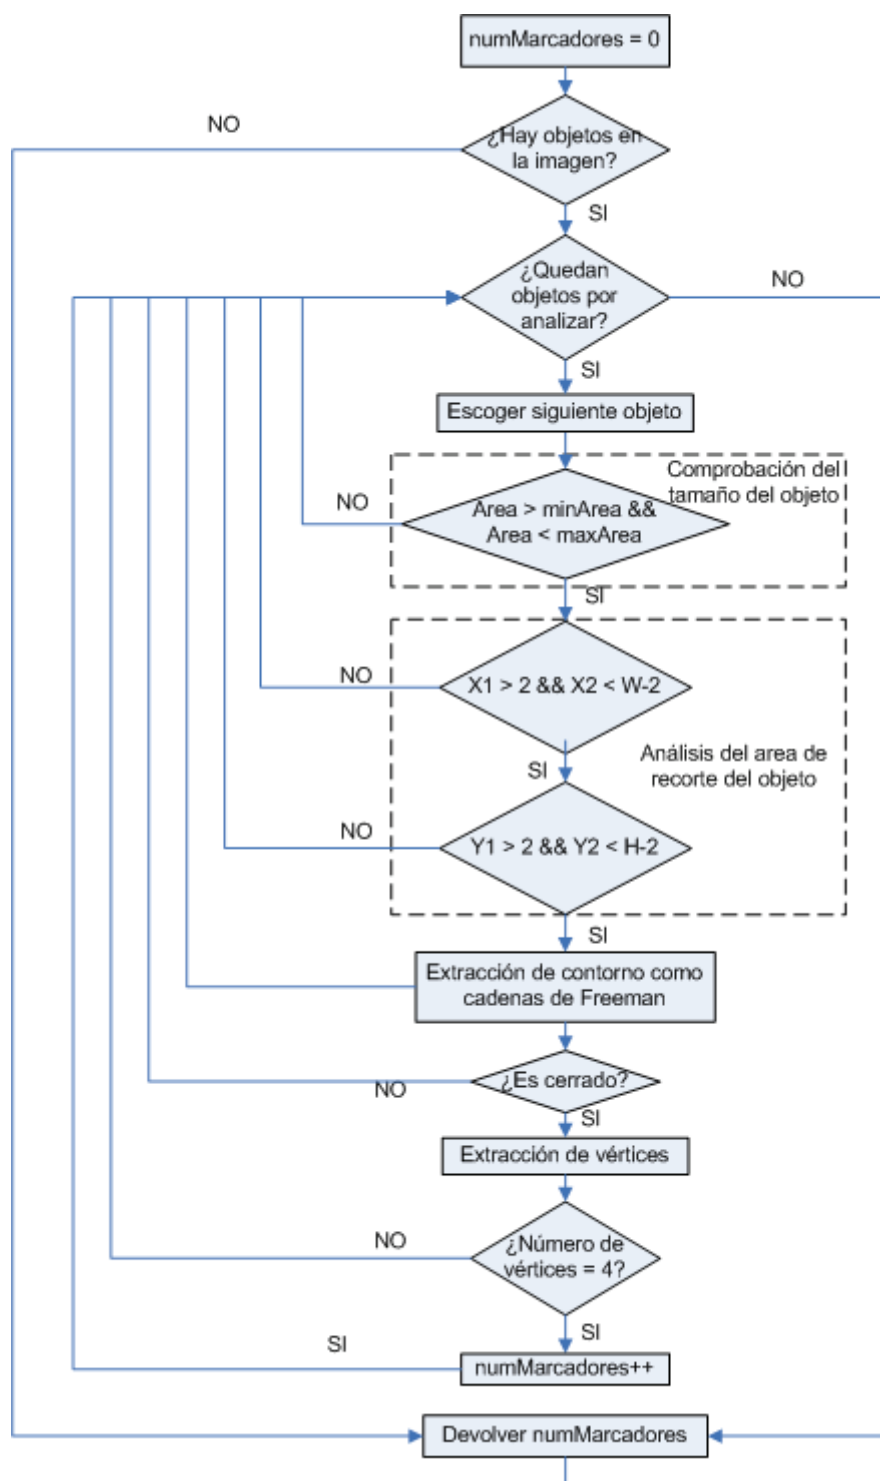 numMarcadores = 0
NO
¿Hay objetos en
la imagen?
SI
¿Quedan
objetos por
analizar?
NO
SI
Escoger siguiente objeto
Comprobación del
tamaño del objeto
NO
Area > minArea &&
Area < maxArea
SI
NO
X1 > 2 && X2 < W-2
Análisis del area de
recorte del objeto
SI
NO
Y1 > 2 && Y2 < H-2
SI
Extracción de contorno como
cadenas de Freeman
NO
¿Es cerrado?
SI
Extracción de vértices
NO
¿Número de
vértices = 4?
SI
SI
numMarcadores++
Devolver numMarcadores